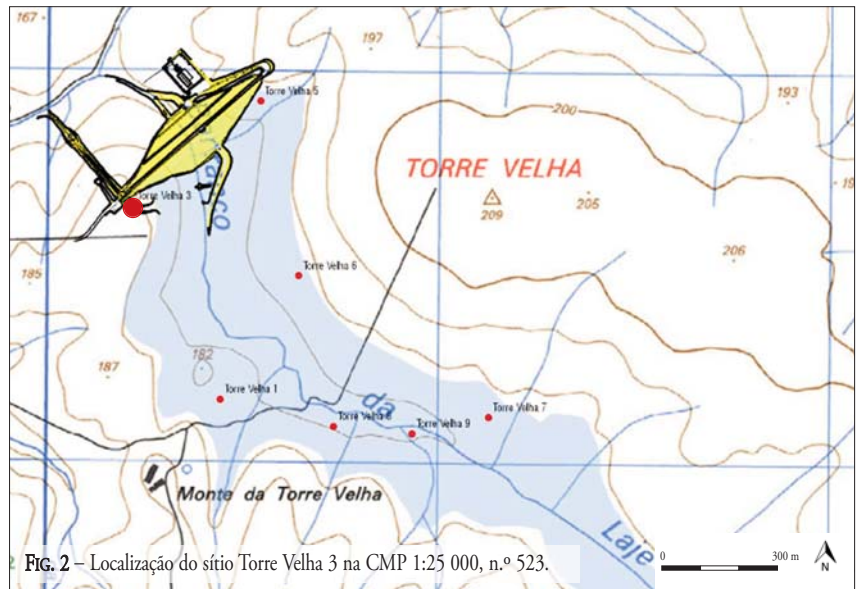 167
197
193
Torre Velha 5
200
TORRE VELHA
209
205
Torre Velha 3
206
Torre Velha 6
185
187
182
Torre Velha 1
da
Torre Velha 8
Torre Velha 9
Torre Velha 7
Monte da Torre Velha
Laje
FIG. 2 – Localização do sítio Torre Velha 3 na CMP 1:25 000, n.º 523.
0 300 m
N